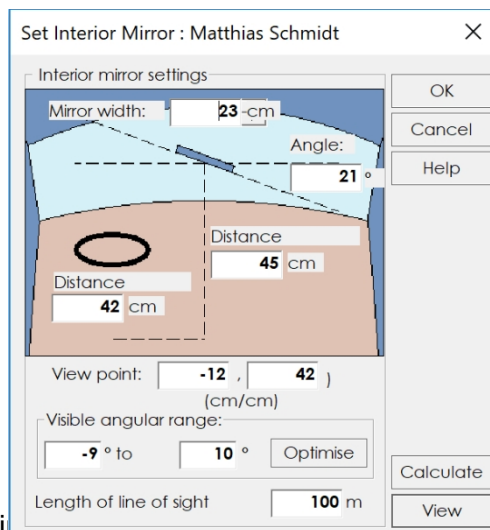 Set Interior Mirror : Matthias Schmidt
Interior mirror settings
OK
Mirror width: 23 cm
Cancel
Angle:
21 °
Help
Distance
45 cm
Distance
42 cm
View point: -12 , 42 )
(cm/cm)
Visible angular range:
-9 ° to 10 ° Optimise
Calculate
Length of line of sight 100 m
View